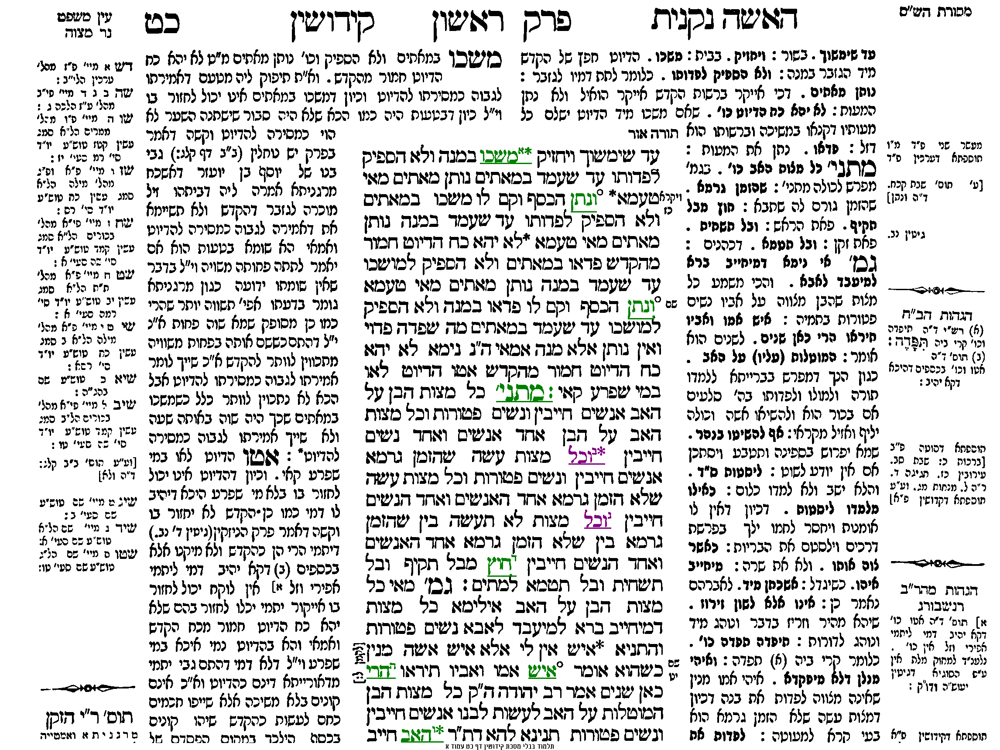 מסורת הש"ס
האשה נקנית פרק ראשון קידושין כט
עין משפט
נר מצוה
עד שימשוך ויחזיק *אמשכו במנה ולא הספיק
לפדותו עד שעמד במאתים נותן מאתים מאי
טעמא* °ונתן הכסף וקם לו משכו במאתים
ולא הספיק לפדותו עד שעמד במנה נותן
מאתים מאי טעמא *לא יהא כח הדיוט חמור
מהקדש פדאו במאתים ולא הספיק למושכו
עד שעמד במנה נותן מאתים מאי טעמא
°ונתן הכסף וקם לו פדאו במנה ולא הספיק
למושכו עד שעמד במאתים מה שפדה פדוי
ואין נותן אלא מנה אמאי ה"נ נימא לא יהא
כח הדיוט חמור מהקדש אטו הדיוט לאו
במי שפרע קאי : מתני' כל מצות הבן על
האב אנשים חייבין ונשים פטורות וכל מצות
האב על הבן אחד אנשים ואחד נשים
חייבין *בוכל מצות עשה שהזמן גרמא
אנשים חייבין ונשים פטורות וכל מצות עשה
שלא הזמן גרמא אחד האנשים ואחד הנשים
חייבין גוכל מצות לא תעשה בין שהזמן
גרמא בין שלא הזמן גרמא אחד האנשים
ואחד הנשים חייבין דחוץ מבל תקיף ובל
תשחית ובל תטמא למתים : גמ' מאי כל
מצות הבן על האב אילימא כל מצות
דמיחייב ברא למיעבד לאבא נשים פטורות
והתניא *איש אין לי אלא איש אשה מנין
כשהוא אומר °איש אמו ואביו תיראו ההרי
כאן שנים אמר רב יהודה ה"ק כל מצות הבן
המוטלות על האב לעשות לבנו אנשים חייבין
ונשים פטורות תנינא להא דת"ר *והאב חייב
תורה אור
ויקרא
כז
שם
שם
יט
[לקמן ל:]
עד שימשוך . בשור : ויחזיק . בבית : משכו . הדיוט חפץ של הקדש
מיד הגזבר במנה : ולא הספיק לפדותו . כלומר לתת דמיו לגזבר :
נותן מאתים . דכי אייקר ברשות הקדש אייקר הואיל ולא נתן
המעות : לא יהא כח הדיוט כו' . שאם משכו מיד הדיוט ישלם כל
מעותיו דקנאו במשיכה וברשותו הוא
דזל : פדאו . נתן את המעות :
מתני' כל מצות האב כו' . בגמ'
מפרש לכולה מתני' : שהזמן גרמא .
שהזמן גורם לה שתבא : חוץ מבל
תקיף . פאת הראש : ובל תשחית .
פאת זקן : ובל תטמא . דכהנים :
גמ' אי נימא דמיחייב ברא
למיעבד לאבא . והכי משמע כל
מצות שהבן מצווה על אביו נשים
פטורות בתמיה : איש אמו ואביו
תיראו הרי כאן שנים . לשנים הוא
אומר : המוטלות (עליו) על האב .
כגון הנך דמפרש בברייתא ללמדו
תורה ולמולו ולפדותו בה' סלעים
אם בכור הוא ולהשיאו אשה וכולה
יליף ואזיל מקראי : אף להשיטו בנהר .
שמא יפרוש בספינה ותטבע ויסתכן
אם אין יודע לשוט : ליסטות ס"ד .
והלא ישב ולא למדו כלום : כאילו
מלמדו ליסטות . דכיון דאין לו
אומנות ויחסר לחמו ילך בפרשת
דרכים וילסטם את הבריות : כאשר
צוה אותו . ולא את שרה : מיחייב
איהו . כשיגדל : אשכחן מיד . לאברהם
נאמר כן : אינו אלא לשון זירוז .
שיהא מהיר וזריז בדבר ונוהג מיד
ונוהג לדורות : תיפדה תפדה כו' .
כלומר קרי ביה (א) תפדה : ואיהי
מנלן דלא מיפקדא . איהי אמו מנין
שאינה מצווה לפדות את בנה דכיון
דמצות עשה שלא הזמן גרמא הוא
בעי קרא למעוטה : לפדות את
משכו במאתים ולא הספיק וכו' נותן מאתים מ"ט לא יהא כח
הדיוט חמור מהקדש . וא"ת תיפוק ליה מטעם דאמירתו
לגבוה כמסירתו להדיוט וכיון דמשכו במאתים אינו יכול לחזור בו
וי"ל כיון דבטעות היה כמו הכא שלא היה סבור שישתנה השער לא
הוי כמסירה להדיוט וקשה דאמר
בפרק יש נוחלין (ב"ב דף קלג:) גבי
בנו של יוסף בן יועזר דאשכח
מרגניתא אמרה ליה דביתהו זיל
מוכרה לגזבר דהקדש ולא תשיימא
את דאמירה לגבוה כמסירה להדיוט
ואמאי הא שומא בטעות הוא אם
יאמר לתתה פחותה משויה וי"ל בדבר
שאין שומתו ידועה כגון מרגניתא
גומר בדעתו אפי' תשווה יותר שהרי
כמו כן מסופק שמא שוה פחות א"כ
י"ל דהתם כששם אותה בפחות משוויה
מתכווין לוותר להקדש א"כ שייך לומר
אמירתו לגבוה כמסירתו להדיוט אבל
הכא לא נתכוין לוותר כלל כשמשכו
במאתים שכך היה שוה באותה שעה
ולא שייך אמירתו לגבוה כמסירה
להדיוט* : אטו הדיוט לאו במי
שפרע קאי . וכיון דהדיוט אינו יכול
לחזור בו בלא מי שפרע היכא דיהיב
לו דמי כמו כן הקדש לא יחזור בו
וקשה דאמר פרק הניזקין (גיטין ד' נב.)
דיתמי הרי הן כהקדש ולא מיקנו אלא
בכספים (ב) דקא יהיב דמי ליתמי
אפירי וזל א] אין לוקח יכול לחזור
בו אייקור יתמי יכלו לחזור בהם שלא
יהא כח הדיוט חמור מכח הקדש
ואמאי והא בהדיוט נמי איכא במי
שפרע וי"ל דלא דמי דהתם גבי יתמי
מדאורייתא דינם כהדיוט וא"כ אינם
קונים בלא משיכה אלא שייפו חכמים
כחם לעשות כהקדש שיהו קונים
בכסף הילכך במקום הפסדם של
מעשר שני פ"ד מ"ו
תוספתא דערכין פ"ד
[ע' תוס' שבת קכח.
ד"ה ונתן]
גיטין נב.
הגהות הב"ח
(א) רש"י ד"ה תיפדה
וכו' קרי ביה תִּפָּדֶה :
(ב) תוס' ד"ה
אטו וכו' בכספים דהיכא
דקא יהיב :
תוספתא דסוטה פ"ב
[ברכות כ: שבת סב.
עירובין כז. חגיגה ד.
ר"ה ל. מנחות מג. וע"ע
תוספתא דקדושין פ"א]
הגהות מהר"ב
רנשבורג
א] תוס' ד"ה אטו כו'
דקא יהיב דמי ליתמי
אפירי וזל אין כו' .
נלענ"ד למחוק מלת אין
ע"פ הסוגיא דגיטין
יעוש"ה ודו"ק :
תוספתא דקידושין פ"א
דש א מיי' פ"ז מהל'
ערכין הלי"ב :
שה ב ג ד מיי' פי"ב
מהל' ע"ז הלכה ג :
שו ה מיי' פ"ו מהל'
ממרים הל"א סמג
עשין קטז טוש"ע יו"ד
סי' רמ סעי' יז :
שז ו מיי' פ"א ופ"ג
מהל' מילה הל"א
סמג עשין כח טוש"ע
יו"ד סי' רס :
שח ז מיי' פי"א מהל'
בכורים הל"א סמג
עשין קמד טוש"ע יו"ד
סי' שה סעי' א :
שט ח מיי' פ"א מהל'
ת"ת הל"א סמג
עשין יב טוש"ע יו"ד סי'
רמה סעי' א :
שי ט י מיי' פ"א מהל'
מילה הל"א ב סמג
עשין כח טוש"ע יו"ד
סי' רסא :
שיא כ טוש"ע שם
בהג"ה :
שיב ל מיי' פי"א מהל'
בכורים הל"ב סמג
עשין קמד טוש"ע יו"ד
סי' שה סעי' טו :
[וע"ע תוס' ב"ב קלג:
ד"ה ולא]
שיג מ מיי' שם טוש"ע
שם סעי' ב :
שיד נ מיי' שם הל"א
טוש"ע שם סעי' א:
שטו ס מיי' שם הל"ג
טוש"ע שם סעי' טו:
תוס' ר"י הזקן
מרגניתא ואמטייה
תלמוד בבלי מסכת קידושין דף כט עמוד א